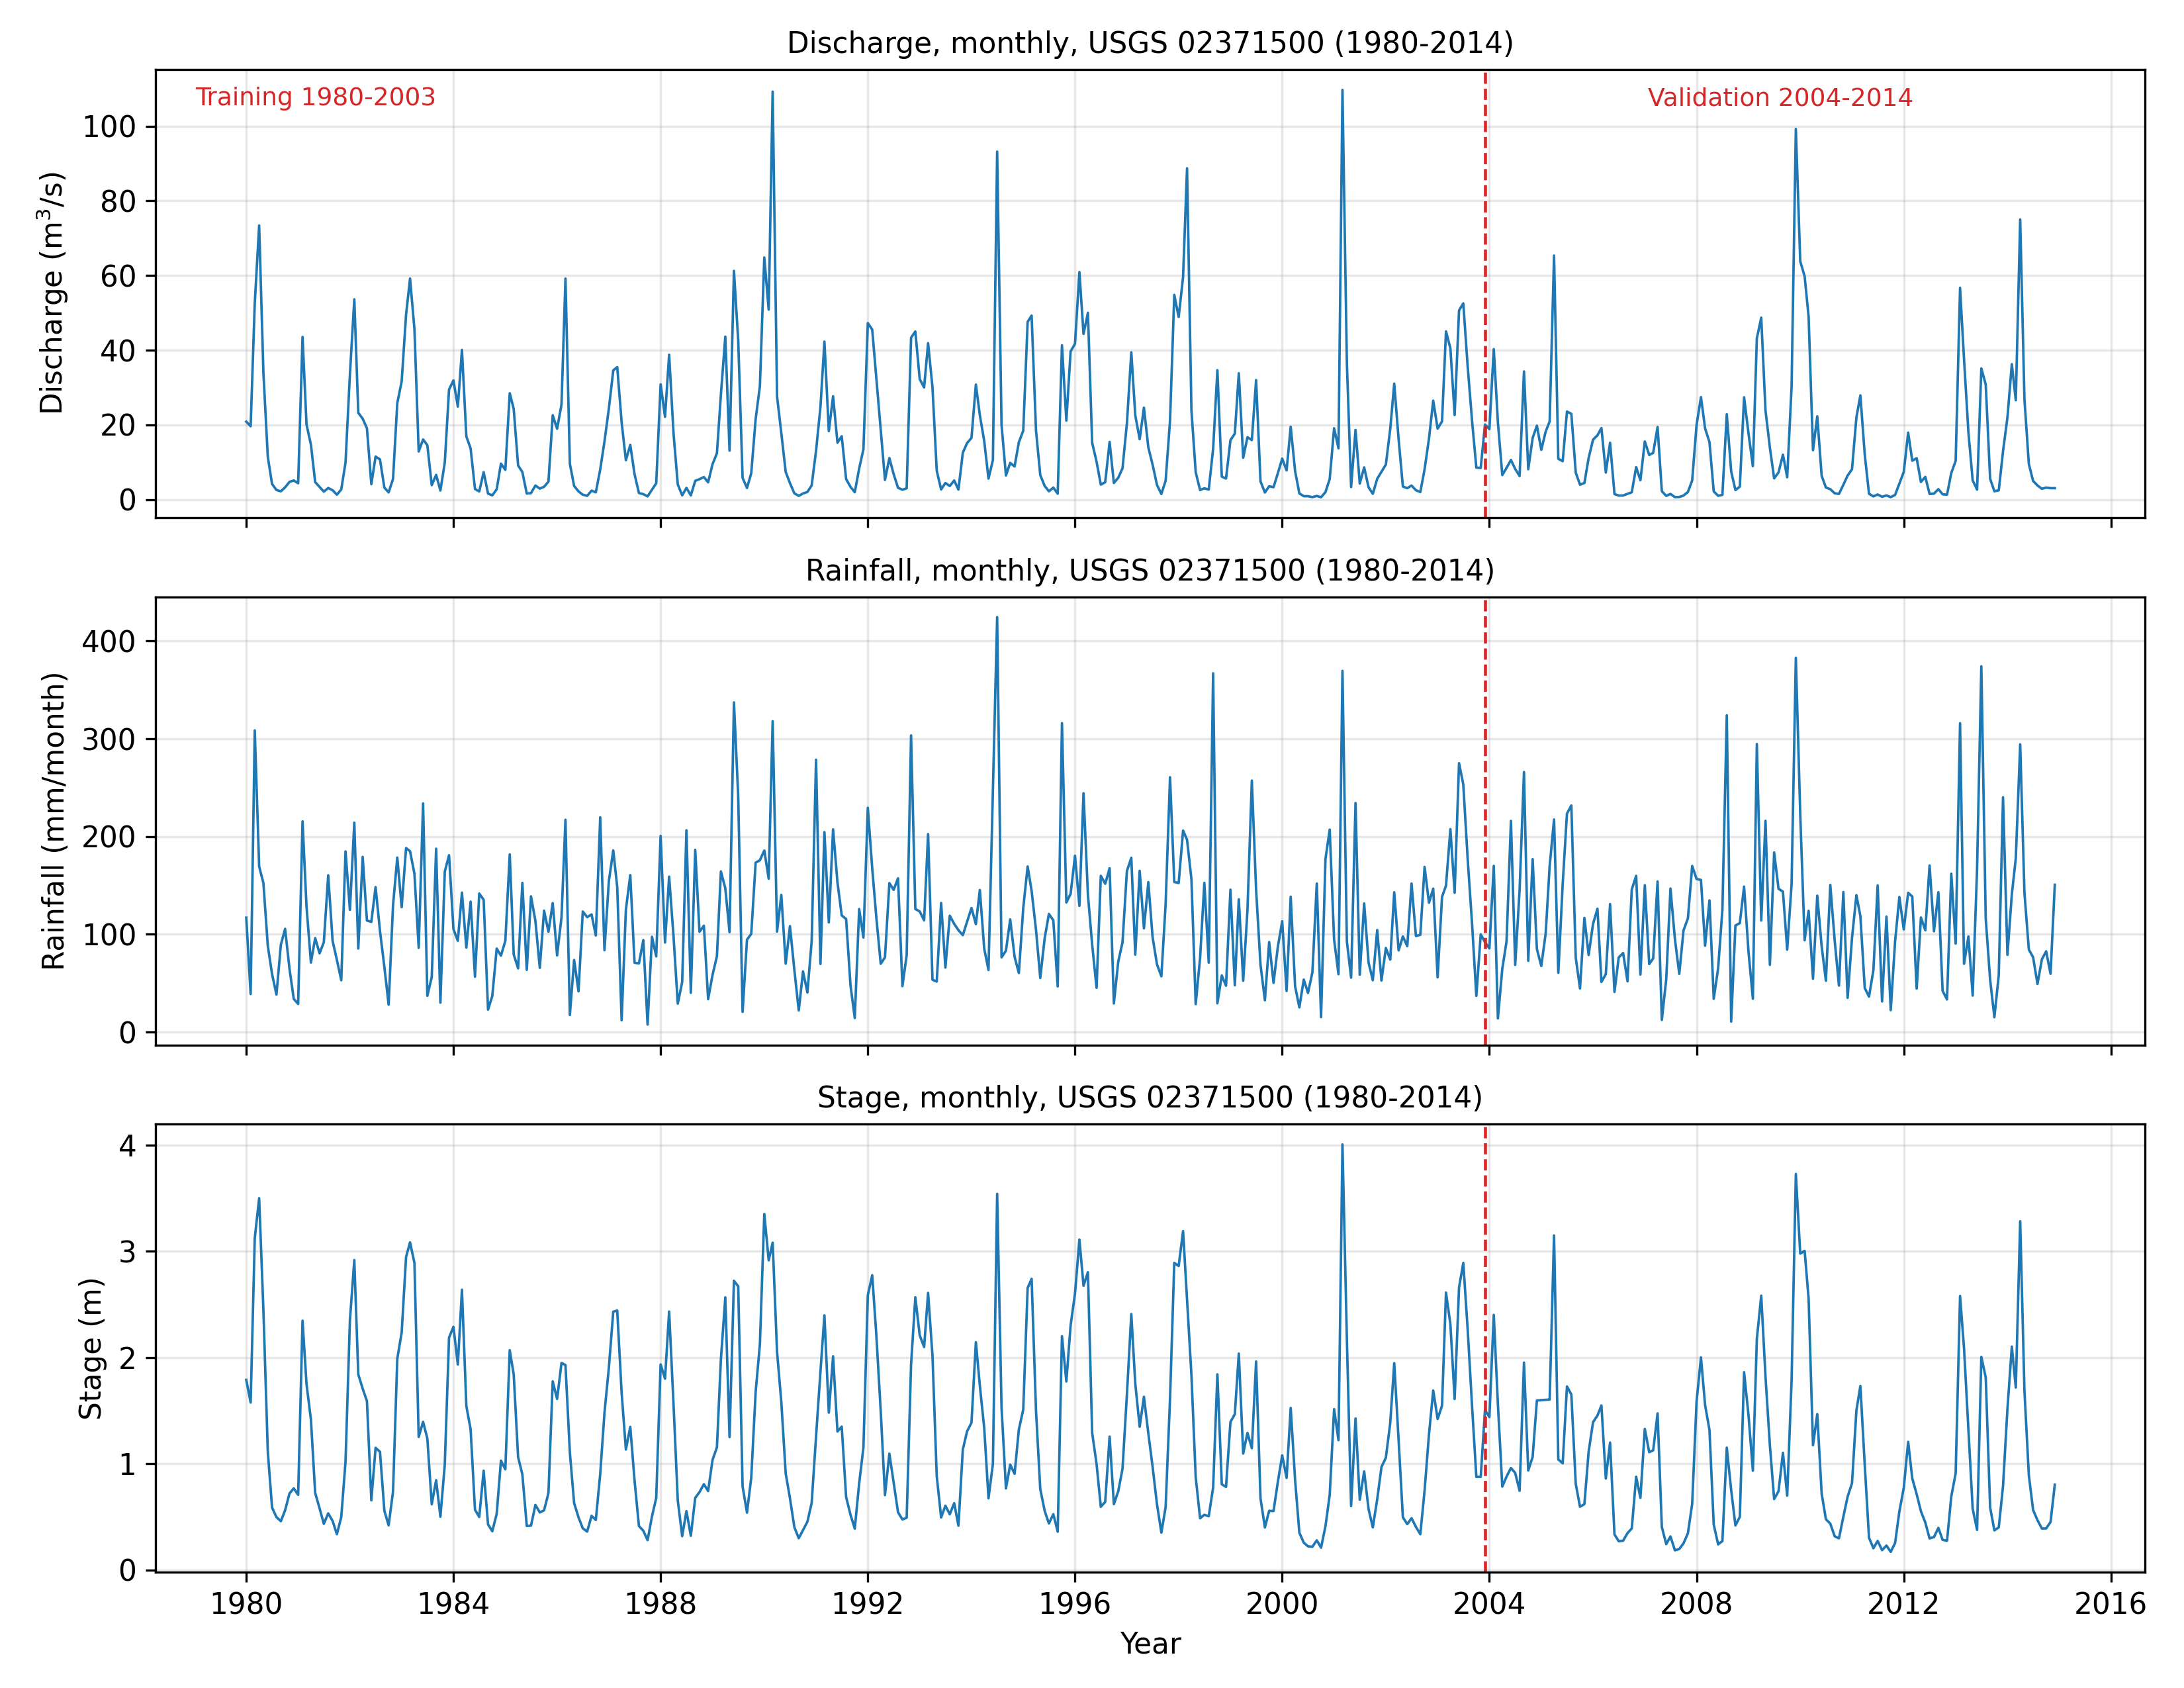 Discharge, monthly, USGS 02371500 (1980-2014)
Training 1980-2003
Validation 2004-2014
Discharge (m³/s)
100
80
60
40
20
0
Rainfall, monthly, USGS 02371500 (1980-2014)
Rainfall (mm/month)
400
300
200
100
0
Stage, monthly, USGS 02371500 (1980-2014)
Stage (m)
4
3
2
1
0
1980 1984 1988 1992 1996 2000 2004 2008 2012 2016
Year